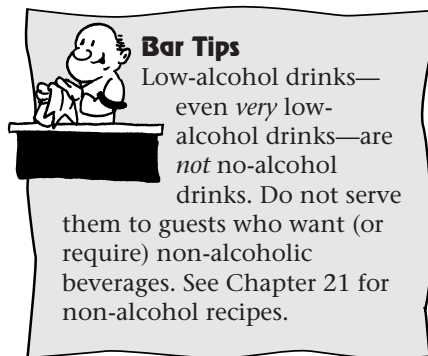 Bar Tips
Low-alcohol drinks—
even very low-
alcohol drinks—are
not no-alcohol
drinks. Do not serve
them to guests who want (or
require) non-alcoholic
beverages. See Chapter 21 for
non-alcohol recipes.